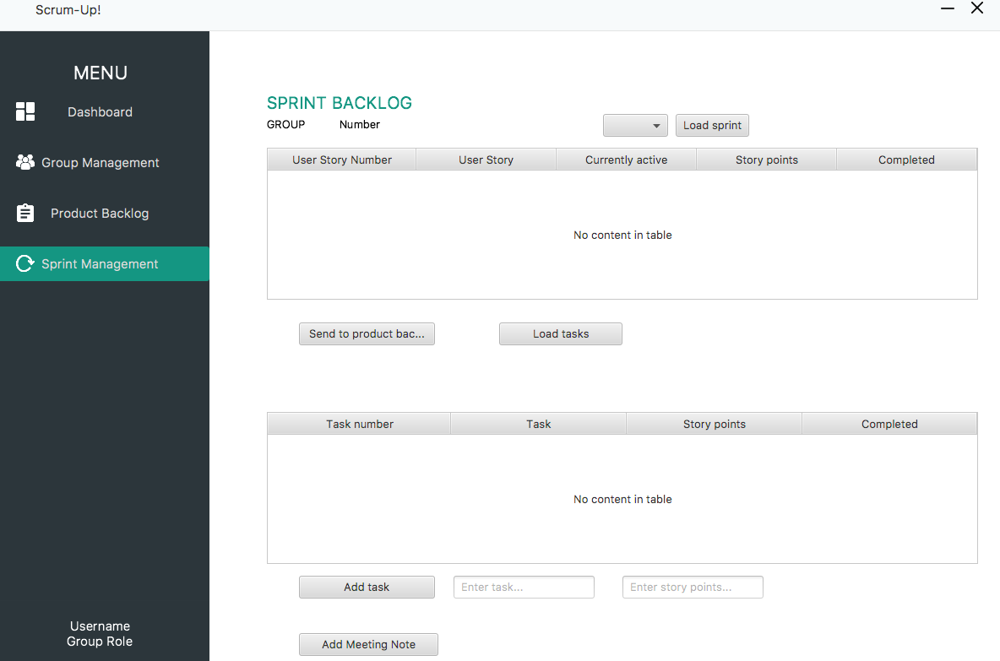 Scrum-Up!
MENU
Dashboard
Group Management
Product Backlog
Sprint Management
Username
Group Role
SPRINT BACKLOG
GROUP Number
Load sprint
User Story Number User Story Currently active Story points Completed
No content in table
Send to product bac... Load tasks
Task number Task Story points Completed
No content in table
Add task Enter task... Enter story points...
Add Meeting Note